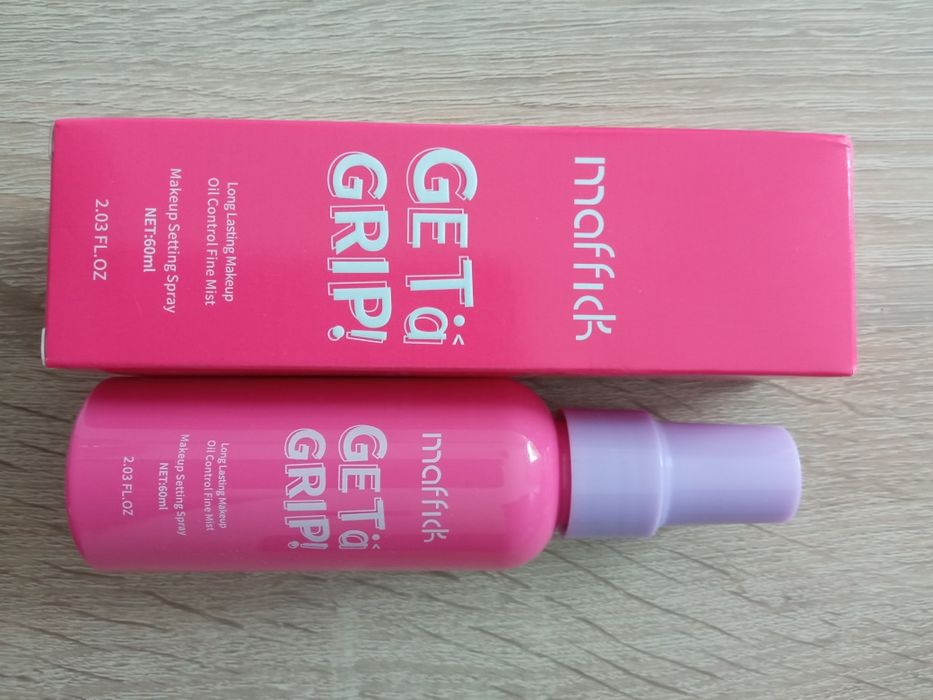 maffick
GET a
GRIP!
Long Lasting Makeup
Oil Control Fine Mist
Makeup Setting Spray
NET:60ml
2.03 FL.OZ
maffick
GET a
GRIP!
Long Lasting Makeup
Oil Control Fine Mist
Makeup Setting Spray
NET:60ml
2.03 FL.OZ